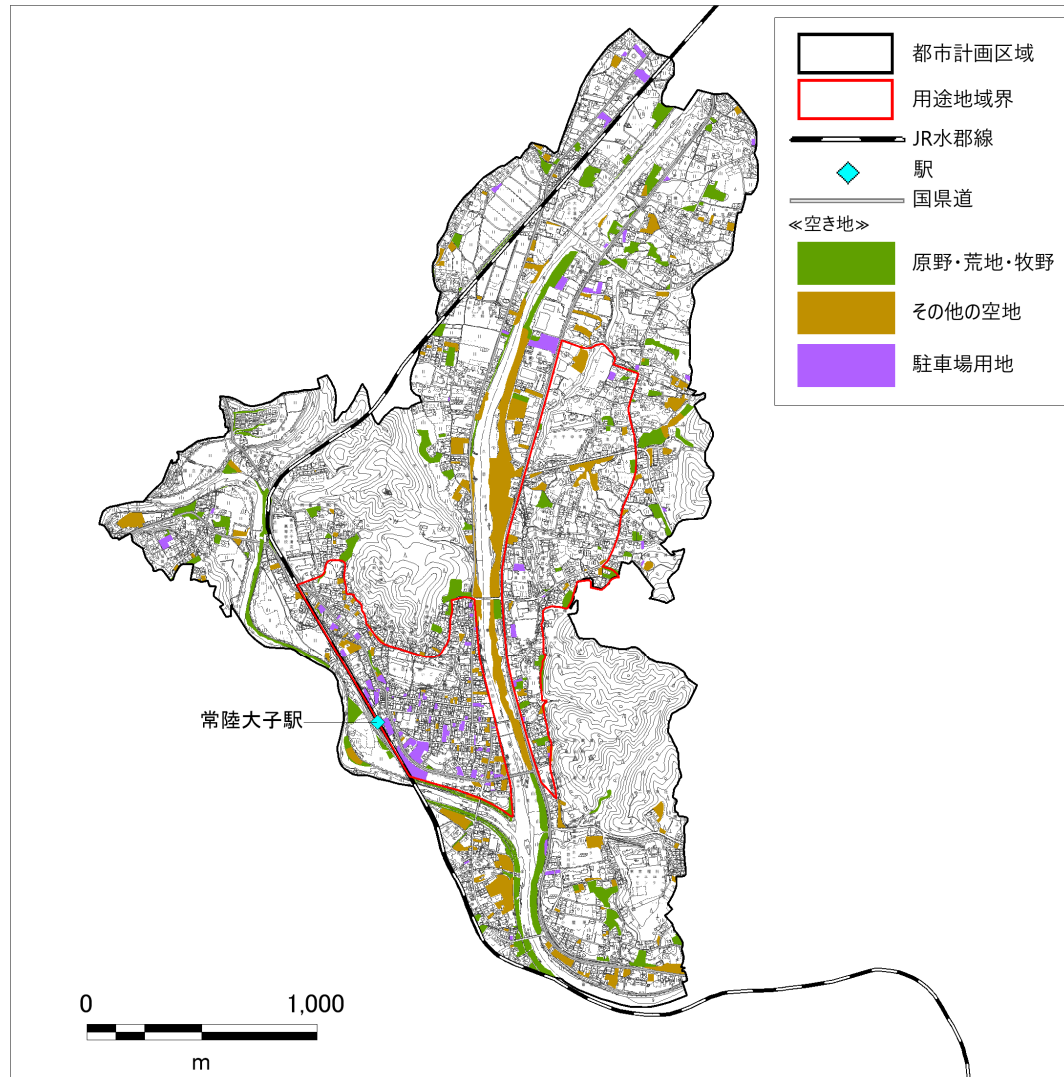 都市計画区域
用途地域界
JR水郡線
駅
国県道
≪空き地≫
原野・荒地・牧野
その他の空地
駐車場用地
常陸大子駅
0 1,000
m